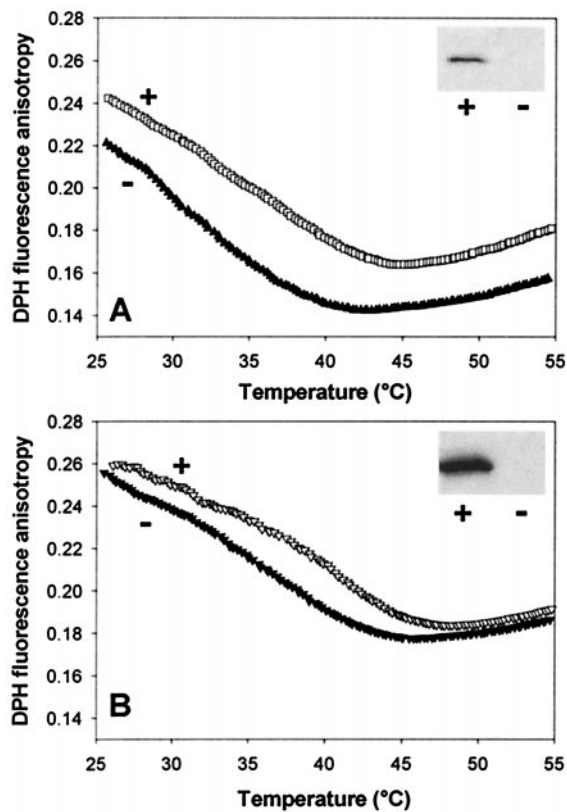 0.28
0.26
0.24
0.22
0.20
0.18
0.16
0.14
DPH fluorescence anisotropy
+
-
+ -
A
25 30 35 40 45 50 55
Temperature (°C)
0.28
0.26
0.24
0.22
0.20
0.18
0.16
0.14
DPH fluorescence anisotropy
+
-
+ -
B
25 30 35 40 45 50 55
Temperature (°C)